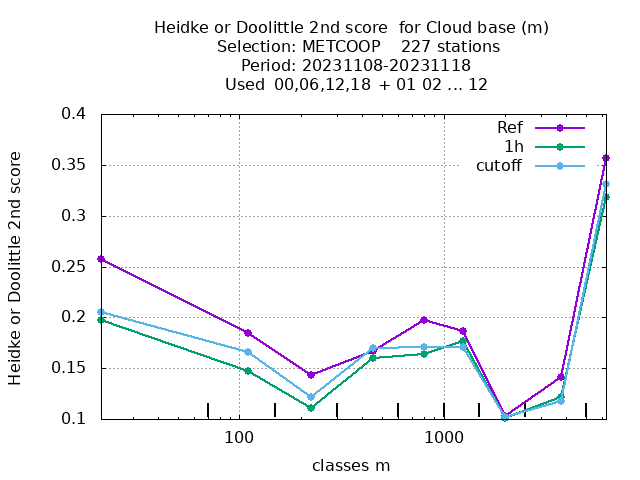 Heidke or Doolittle 2nd score  for Cloud base (m)
Selection: METCOOP    227 stations
Period: 20231108-20231118
Used  00,06,12,18 + 01 02 ... 12
Heidke or Doolittle 2nd score
0.4
0.35
0.3
0.25
0.2
0.15
0.1
Ref
1h
cutoff
100
1000
classes m